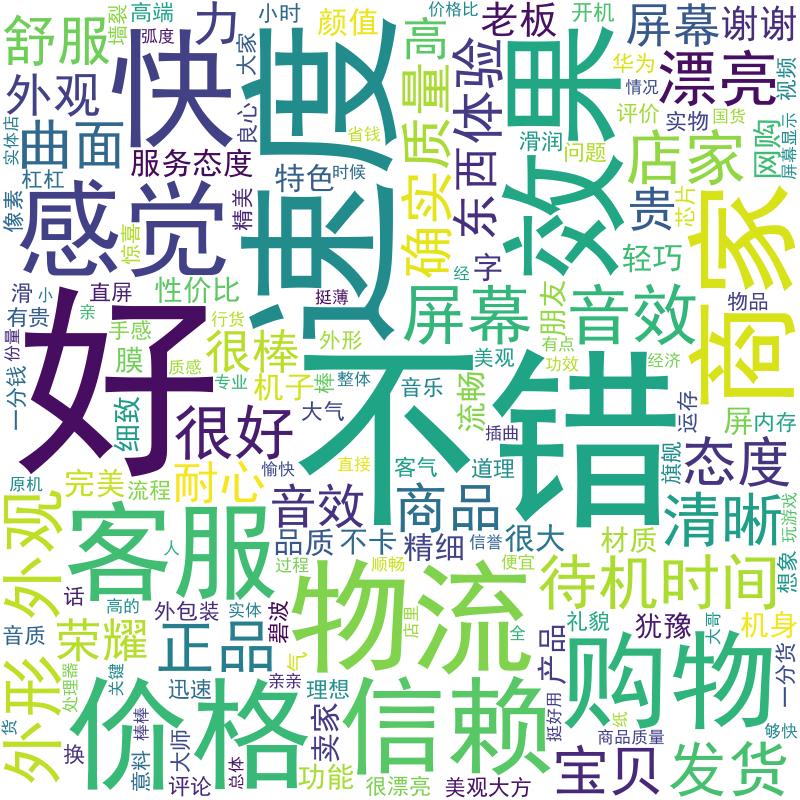 舒服
墙裂
高端
弧度
力
小时
大家
颜值
价格比
高
老板
开机
屏幕
谢谢
外观
快
速度
良心
省钱
质量
体验
效果
华为
情况
漂亮
视频
实体店
曲面
服务态度
确实
东西
滑润
评价
问题
实物
国货
店家
网购
屏幕显示
像素
杠杠
特色
时候
精美
惊喜
感觉
字
贵
芯片
轻巧
商家
经
滑
小
直屏
性价比
挺薄
屏幕
朋友
音效
物品
份量
有贵
亲
手感
行货
外形
有点
好
膜
质感
很棒
美观
功效
经济
一分钱
细致
专业
机子
棒
整体
音乐
流畅
不错
运存
屏
内存
很好
大气
插曲
旗舰
态度
原机
完美
流程
耐心
愉快
直接
客气
道理
外观
客服
音效
商品
清晰
玩游戏
品质
不卡
精细
信誉
很大
材质
人
过程
顺畅
便宜
想象
话
高的
外包装
实体
碧波
物流
店里
全
待机时间
音质
荣耀
正品
气
礼貌
犹豫
大哥
机身
外形
处理器
关键
迅速
亲亲
理想
产品
购物
一分货
货
换
价格
棒棒
卖家
信赖
挺好用
纸
商品质量
够快
意料
大师
评论
总体
功能
很漂亮
美观大方
宝贝
发货